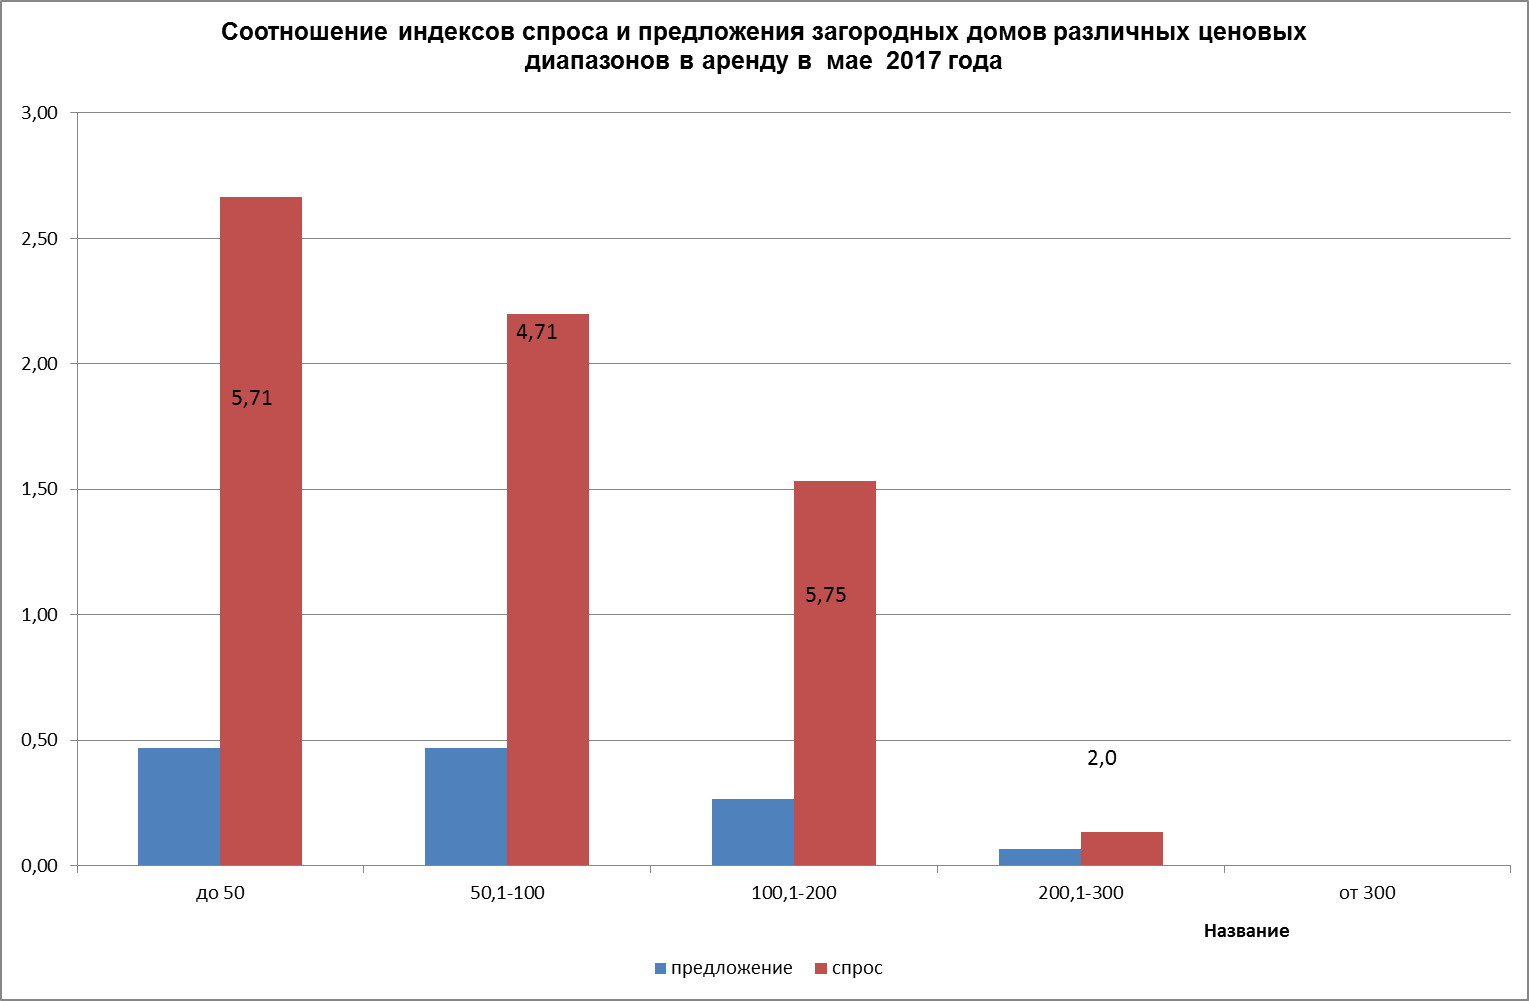 Соотношение индексов спроса и предложения загородных домов различных ценовых
диапазонов в аренду в мае 2017 года
3,00
2,50
2,00
1,50
1,00
0,50
0,00
5,71
4,71
5,75
2,0
до 50
50,1-100
100,1-200
200,1-300
от 300
Название
предложение
спрос